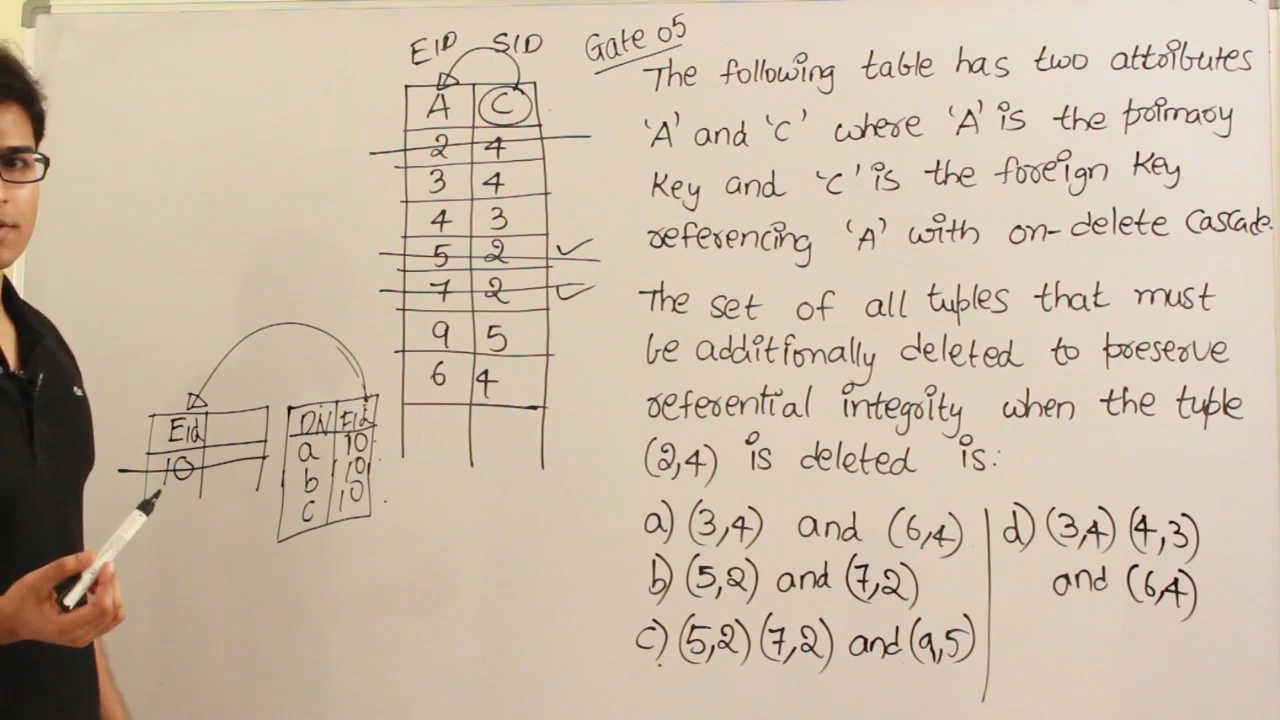 EID SID
A C
2 4
3 4
4 3
5 2
7 2
9 5
6 4
Eid
10
DN Eid
a 10
b 10
c 10
Gate 05
The following table has two attributes
'A' and 'C' where 'A' is the primary
Key and 'C' is the foreign key
referencing 'A' with on-delete cascade.
The set of all tuples that must
be additionally deleted to preserve
referential integrity when the tuple
(2,4) is deleted is:
a) (3,4) and (6,4)
b) (5,2) and (7,2)
c) (5,2) (7,2) and (9,5)
d) (3,4) (4,3)
and (6,4)